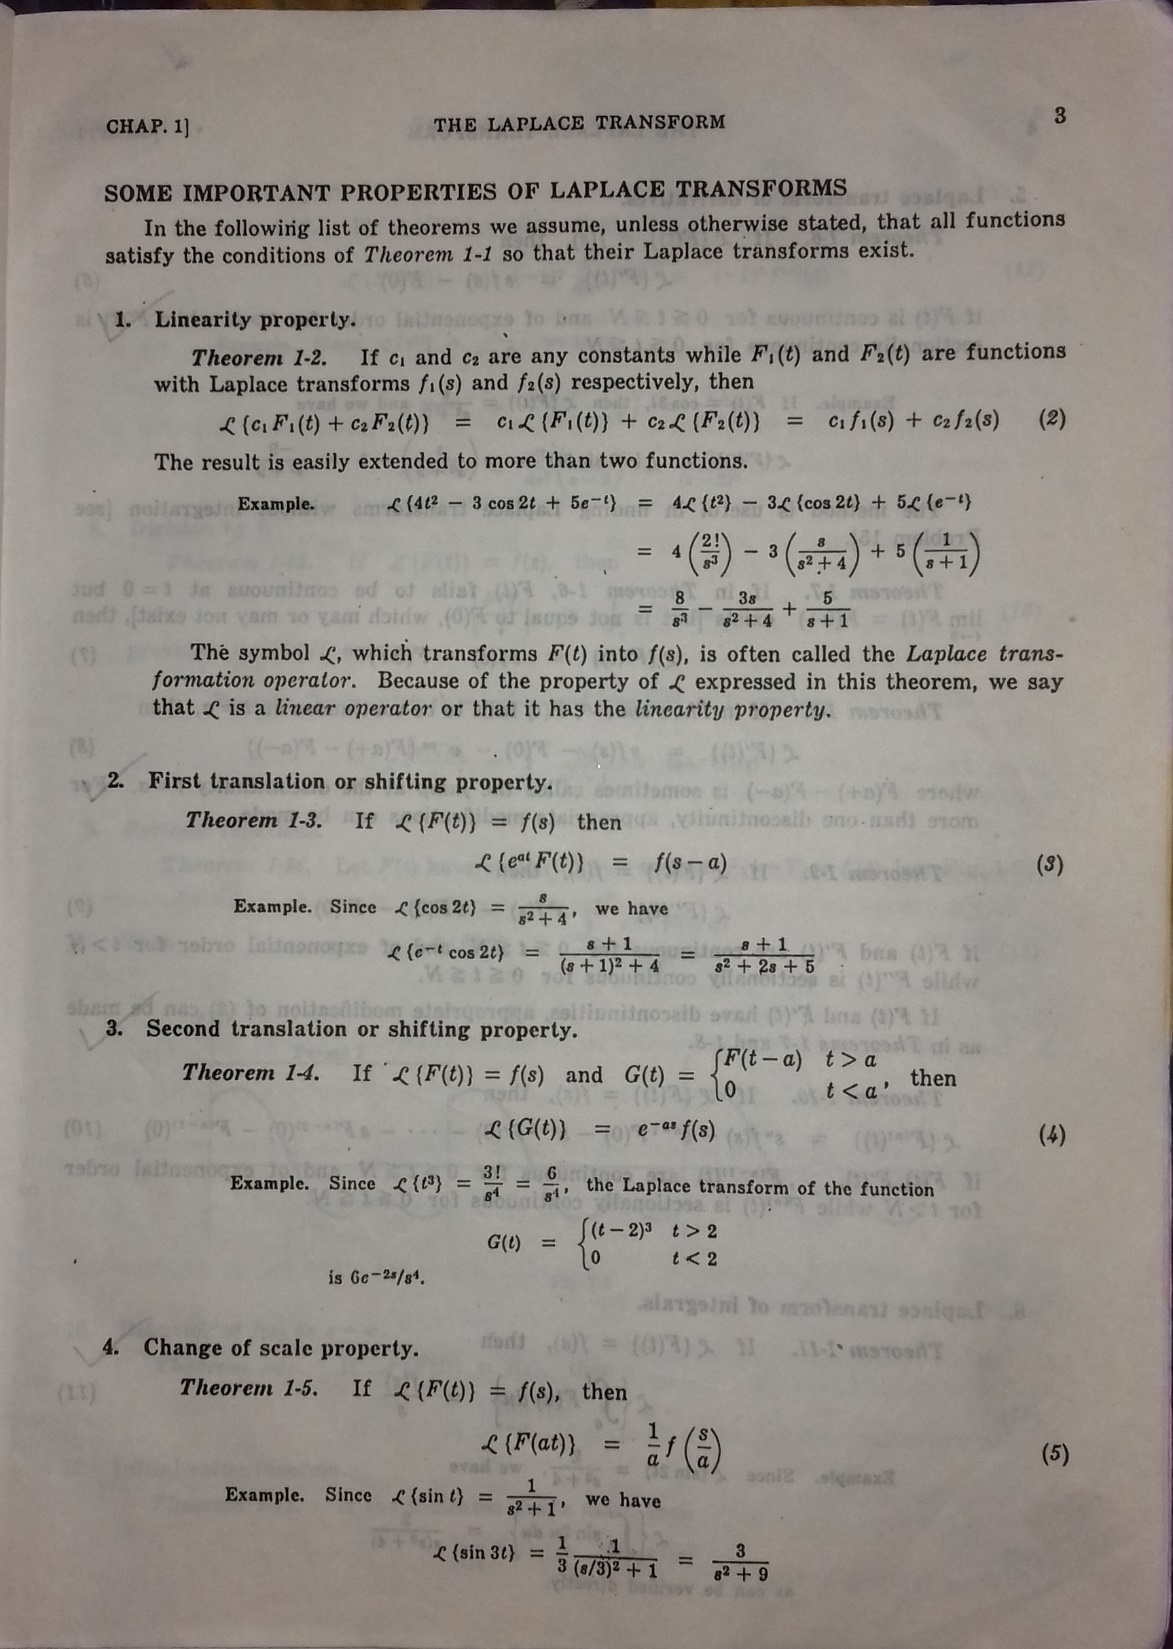 CHAP. 1] THE LAPLACE TRANSFORM 3
SOME IMPORTANT PROPERTIES OF LAPLACE TRANSFORMS
In the following list of theorems we assume, unless otherwise stated, that all functions
satisfy the conditions of Theorem 1-1 so that their Laplace transforms exist.
1. Linearity property.
Theorem 1-2. If c₁ and c₂ are any constants while F₁(t) and F₂(t) are functions
with Laplace transforms f₁(s) and f₂(s) respectively, then
ℒ{c₁F₁(t) + c₂F₂(t)} = c₁ℒ{F₁(t)} + c₂ℒ{F₂(t)} = c₁f₁(s) + c₂f₂(s) (2)
The result is easily extended to more than two functions.
Example. ℒ{4t² − 3 cos 2t + 5e⁻ᵗ} = 4ℒ{t²} − 3ℒ{cos 2t} + 5ℒ{e⁻ᵗ}
= 4(2!/s³) − 3(s/(s² + 4)) + 5(1/(s + 1))
= 8/s³ − 3s/(s² + 4) + 5/(s + 1)
The symbol ℒ, which transforms F(t) into f(s), is often called the Laplace trans-
formation operator. Because of the property of ℒ expressed in this theorem, we say
that ℒ is a linear operator or that it has the linearity property.
2. First translation or shifting property.
Theorem 1-3. If ℒ{F(t)} = f(s) then
ℒ{eᵃᵗ F(t)} = f(s − a) (3)
Example. Since ℒ{cos 2t} = s/(s² + 4), we have
ℒ{e⁻ᵗ cos 2t} = (s + 1)/((s + 1)² + 4) = (s + 1)/(s² + 2s + 5)
3. Second translation or shifting property.
Theorem 1-4. If ℒ{F(t)} = f(s) and G(t) = {F(t − a) t > a
0 t < a, then
ℒ{G(t)} = e⁻ᵃˢ f(s) (4)
Example. Since ℒ{t³} = 3!/s⁴ = 6/s⁴, the Laplace transform of the function
G(t) = {(t − 2)³ t > 2
0 t < 2
is 6e⁻²ˢ/s⁴.
4. Change of scale property.
Theorem 1-5. If ℒ{F(t)} = f(s), then
ℒ{F(at)} = 1/a f(s/a) (5)
Example. Since ℒ{sin t} = 1/(s² + 1), we have
ℒ{sin 3t} = 1/3 1/((s/3)² + 1) = 3/(s² + 9)